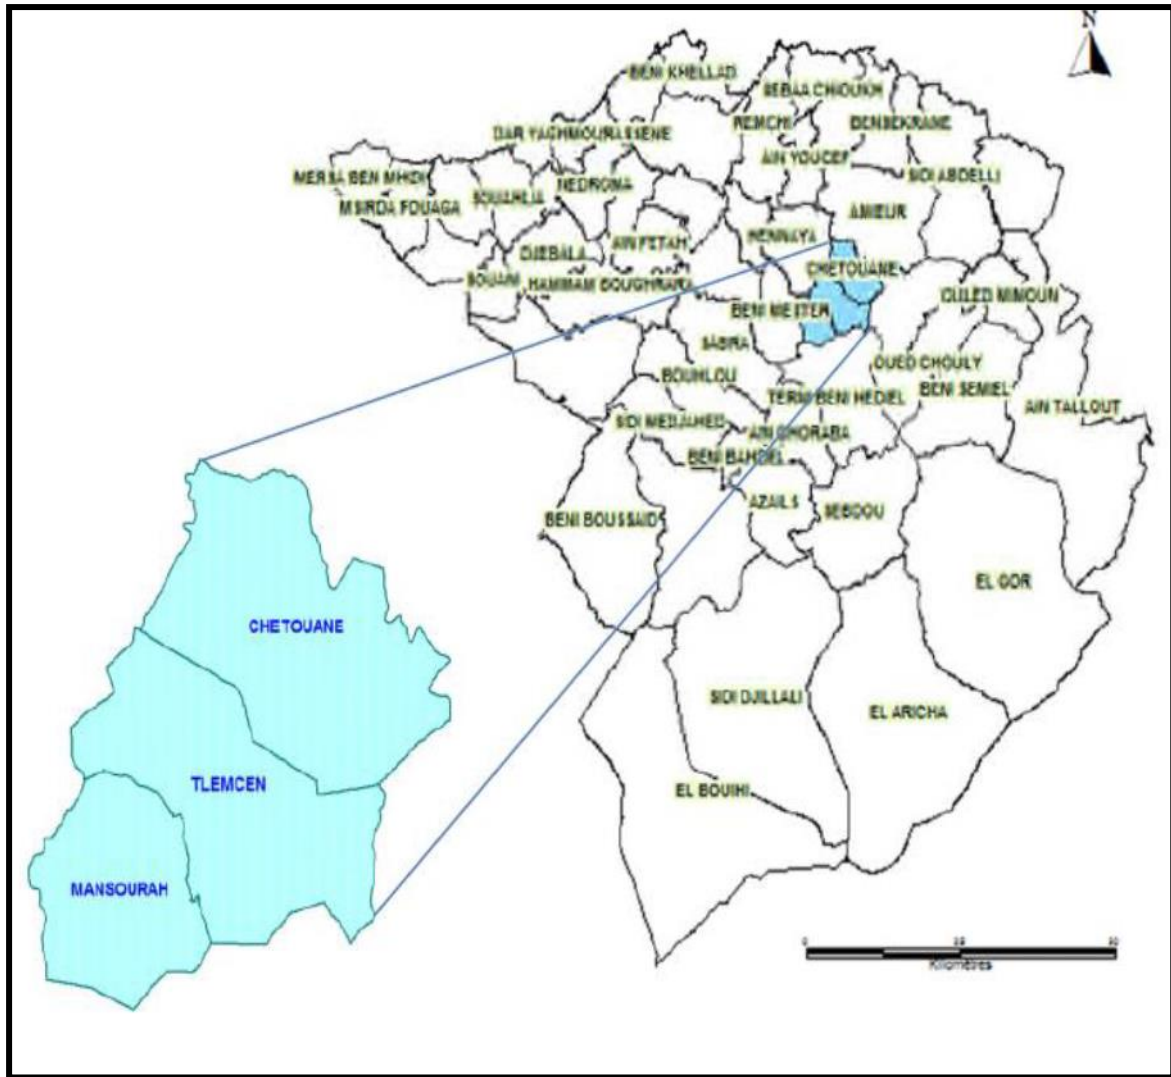 N
BENI KHELLAD
SEBAA CHIOUKH
DAR YAGHMOURASSENE
REMCHI
BENSEKRANE
AIN YOUCEF
MERSA BEN MHIDI
SOUAHLIA
NEDROMA
SIDI ABDELLI
MSIRDA FOUAGA
AMIEUR
HENNAYA
DJEBALA
AIN FETAH
CHETOUANE
SOUANI
HAMMAM BOUGHRARA
OULED MIMOUN
BENI MESTER
SABRA
OUED CHOULY
BOUHLOU
TERNI BENI HEDIEL
BENI SEMIEL
AIN TALLOUT
SIDI MEDJAHED
AIN GHORABA
BENI BAHDEL
AZAILS
SEBDOU
BENI BOUSSAID
EL GOR
CHETOUANE
SIDI DJILLALI
EL ARICHA
TLEMCEN
EL BOUIHI
MANSOURAH
0
Kilomètres